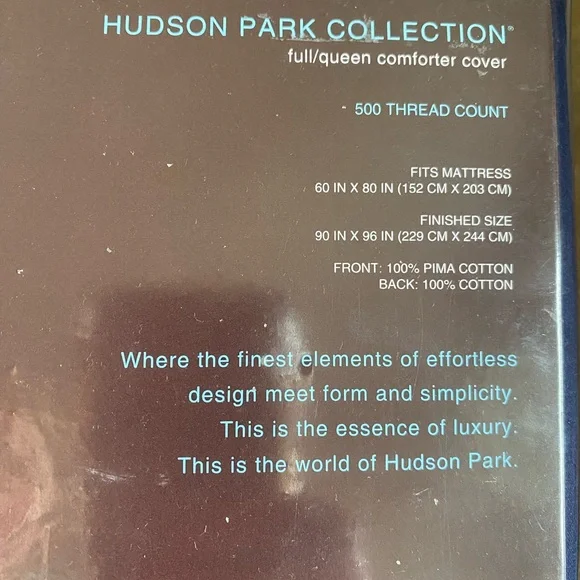 HUDSON PARK COLLECTION®
full/queen comforter cover
500 THREAD COUNT
FITS MATTRESS
60 IN X 80 IN (152 CM X 203 CM)
FINISHED SIZE
90 IN X 96 IN (229 CM X 244 CM)
FRONT: 100% PIMA COTTON
BACK: 100% COTTON
Where the finest elements of effortless
design meet form and simplicity.
This is the essence of luxury.
This is the world of Hudson Park.